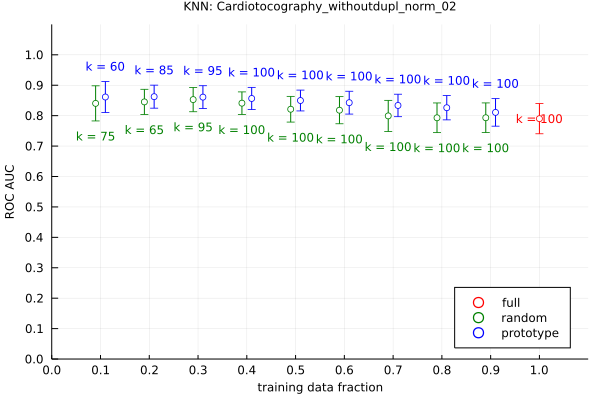 KNN: Cardiotocography_withoutdupl_norm_02
ROC AUC
1.0
0.9
0.8
0.7
0.6
0.5
0.4
0.3
0.2
0.1
0.0
k = 60
k = 85
k = 95
k = 100
k = 100
k = 100
k = 100
k = 100
k = 100
k = 75
k = 65
k = 95
k = 100
k = 100
k = 100
k = 100
k = 100
k = 100
k = 100
full
random
prototype
0.0 0.1 0.2 0.3 0.4 0.5 0.6 0.7 0.8 0.9 1.0
training data fraction